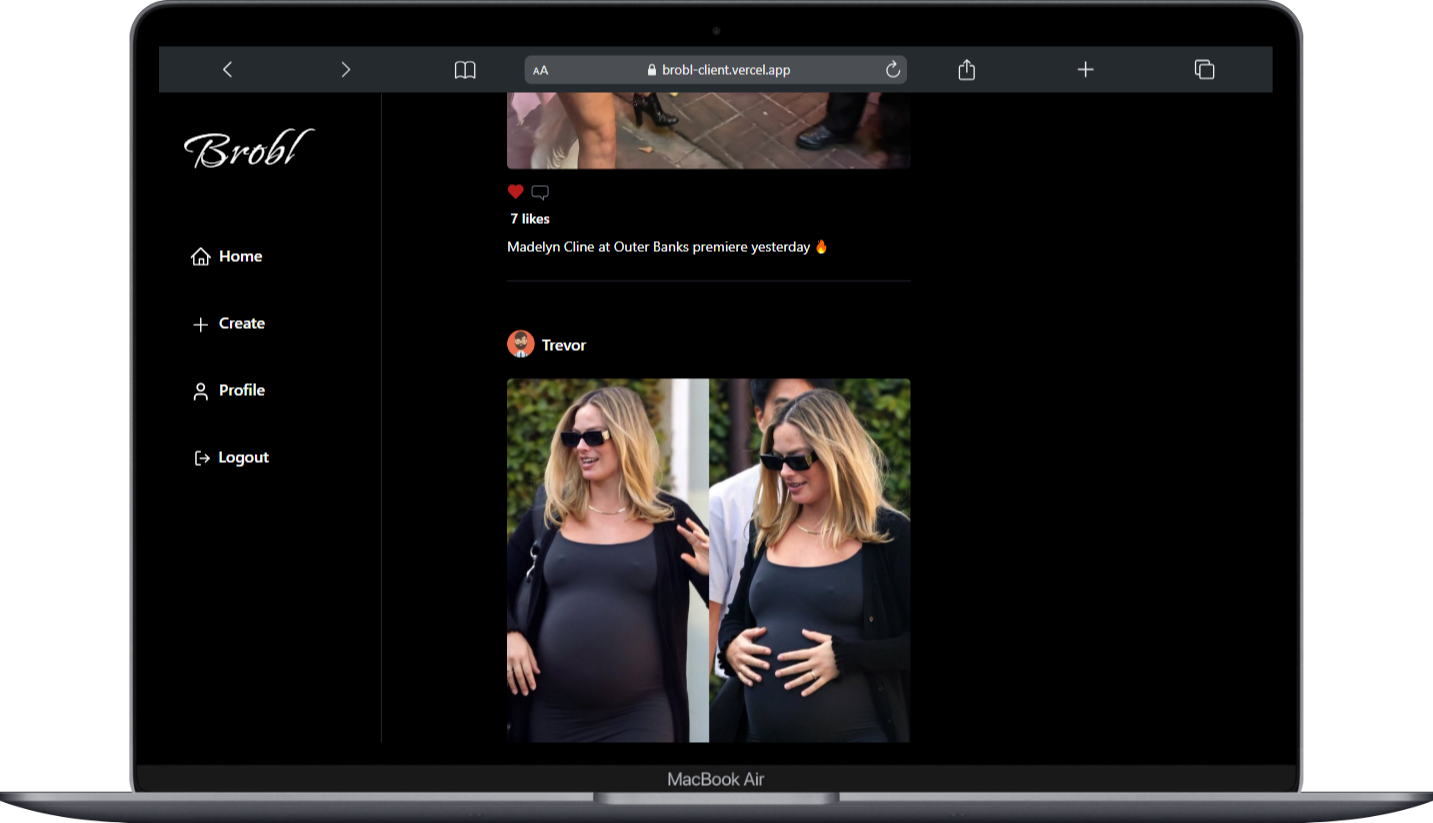 AA brobl-client.vercel.app
Brobl
7 likes
Madelyn Cline at Outer Banks premiere yesterday 🔥
Home
Create
Profile
Logout
Trevor
MacBook Air